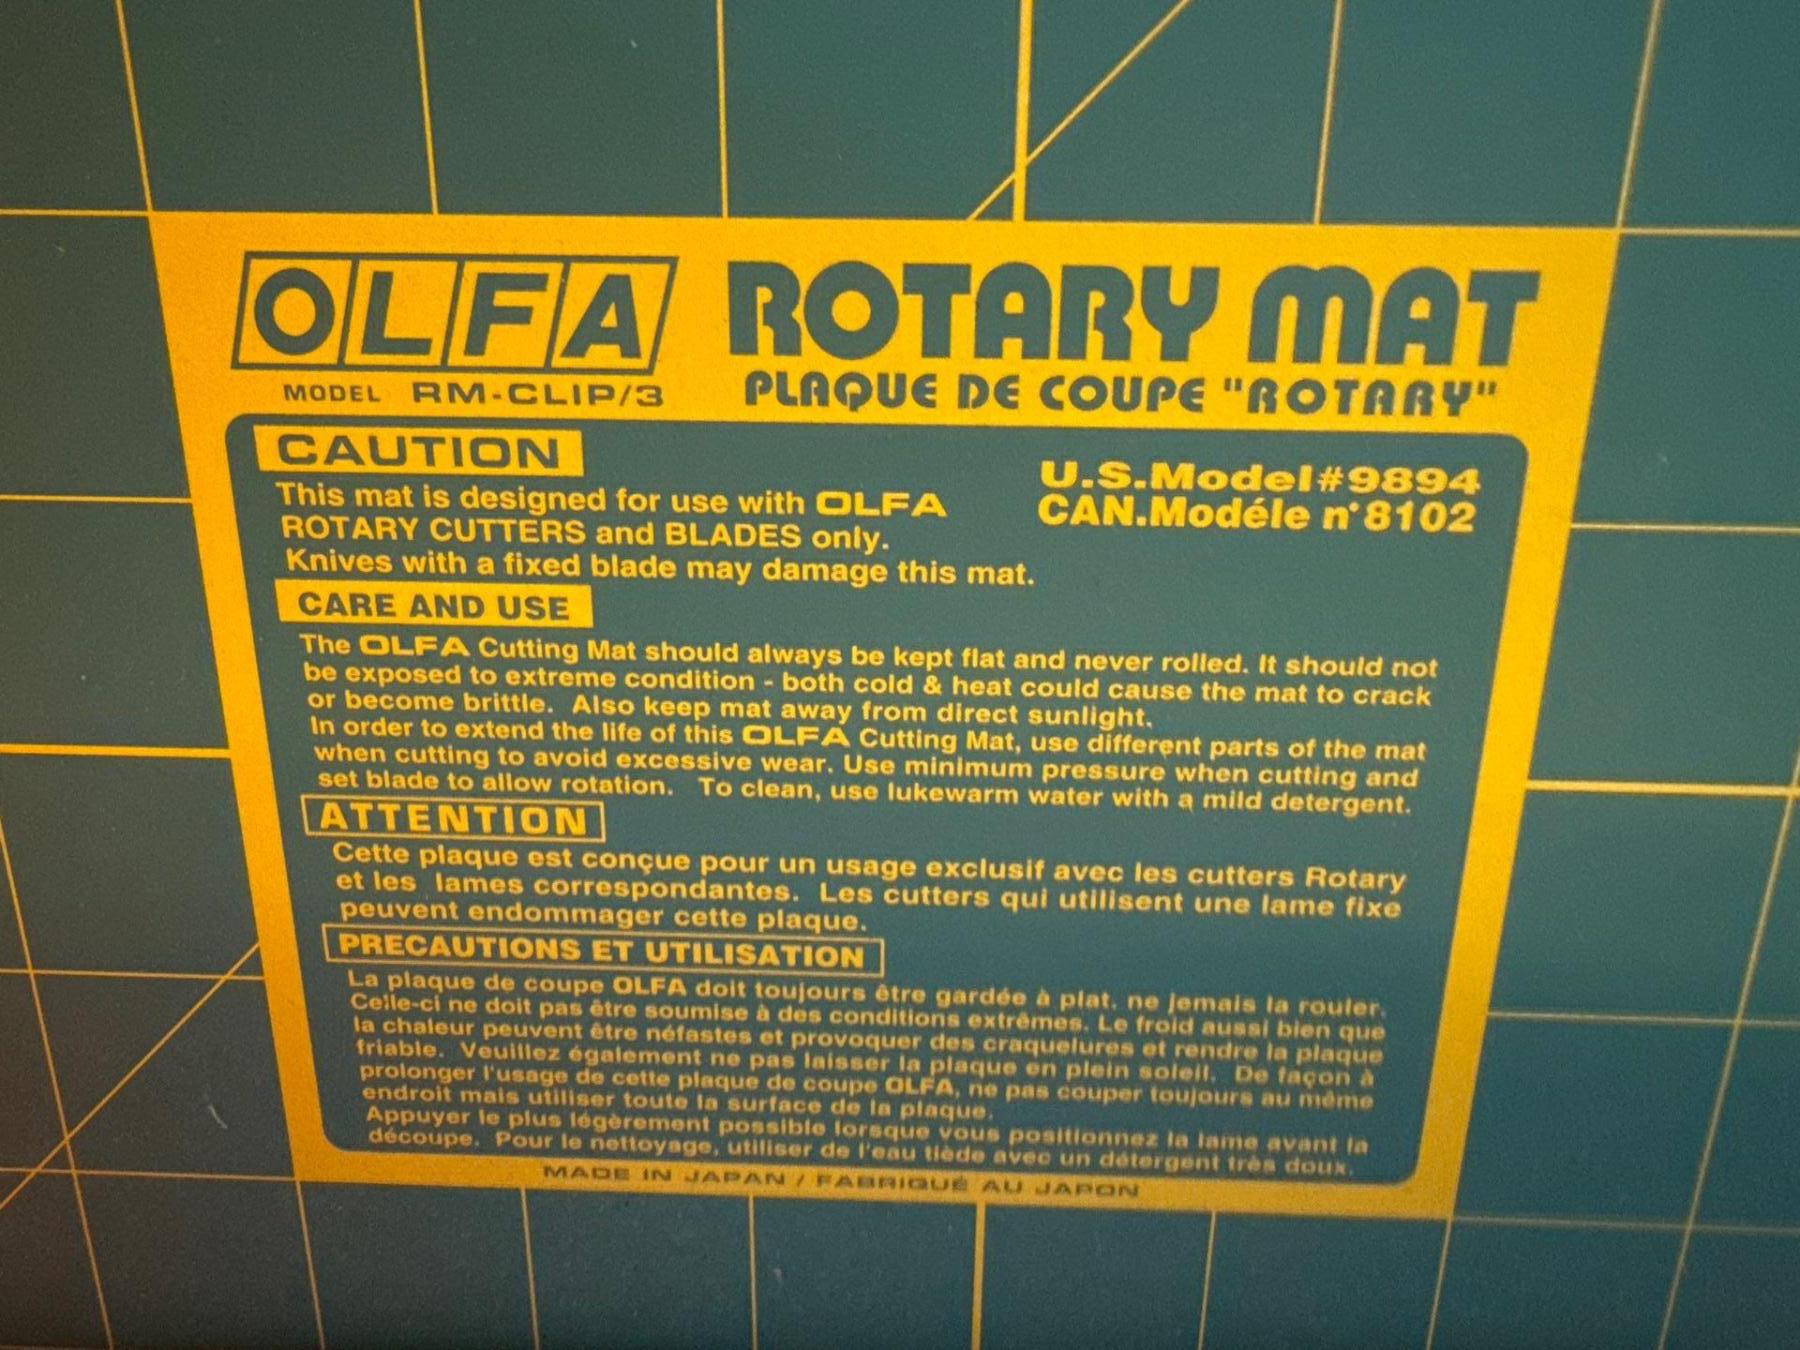 OLFA ROTARY MAT
MODEL RM-CLIP/3 PLAQUE DE COUPE "ROTARY"
CAUTION
U.S.Model#9894
CAN.Modéle n°8102
This mat is designed for use with OLFA
ROTARY CUTTERS and BLADES only.
Knives with a fixed blade may damage this mat.
CARE AND USE
The OLFA Cutting Mat should always be kept flat and never rolled. It should not
be exposed to extreme condition - both cold & heat could cause the mat to crack
or become brittle. Also keep mat away from direct sunlight.
In order to extend the life of this OLFA Cutting Mat, use different parts of the mat
when cutting to avoid excessive wear. Use minimum pressure when cutting and
set blade to allow rotation. To clean, use lukewarm water with a mild detergent.
ATTENTION
Cette plaque est conçue pour un usage exclusif avec les cutters Rotary
et les lames correspondantes. Les cutters qui utilisent une lame fixe
peuvent endommager cette plaque.
PRECAUTIONS ET UTILISATION
La plaque de coupe OLFA doit toujours être gardée à plat, ne jemais la rouler.
Celle-ci ne doit pas être soumise à des conditions extrêmes. Le froid aussi bien que
la chaleur peuvent être néfastes et provoquer des craquelures et rendre la plaque
friable. Veuillez également ne pas laisser la plaque en plein soleil. De façon à
prolonger l'usage de cette plaque de coupe OLFA, ne pas couper toujours au même
endroit mais utiliser toute la surface de la plaque.
Appuyer le plus légèrement possible lorsque vous positionnez la lame avant la
découpe. Pour le nettoyage, utiliser de l'eau tiède avec un détergent très doux.
MADE IN JAPAN / FABRIQUÉ AU JAPON